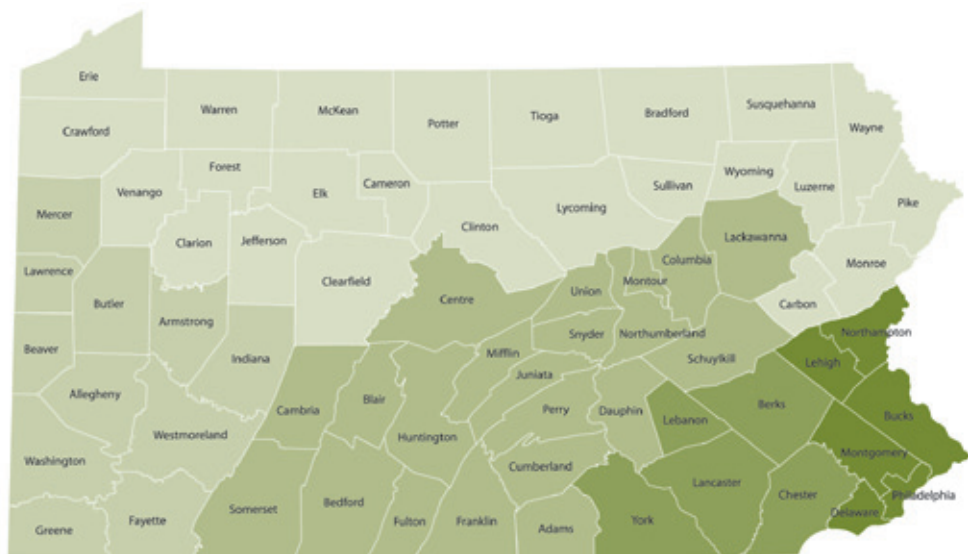 Erie
Warren
McKean
Potter
Tioga
Bradford
Susquehanna
Wayne
Crawford
Forest
Venango
Elk
Cameron
Sullivan
Wyoming
Luzerne
Pike
Mercer
Clarion
Jefferson
Clinton
Lycoming
Lackawanna
Columbia
Monroe
Lawrence
Butler
Clearfield
Centre
Union
Montour
Carbon
Armstrong
Snyder
Northumberland
Northampton
Beaver
Indiana
Mifflin
Schuylkill
Lehigh
Allegheny
Cambria
Blair
Juniata
Perry
Dauphin
Lebanon
Berks
Bucks
Westmoreland
Huntington
Washington
Cumberland
Montgomery
Lancaster
Chester
Philadelphia
Greene
Fayette
Somerset
Bedford
Fulton
Franklin
Adams
York
Delaware